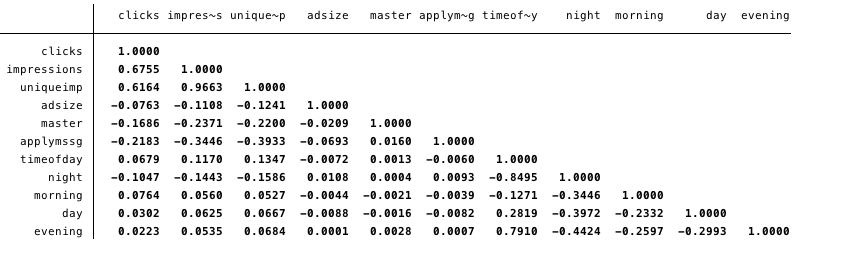 clicks impres~s unique~p adsize master applym~g timeof~y night morning day evening
clicks 1.0000
impressions 0.6755 1.0000
uniqueimp 0.6164 0.9663 1.0000
adsize −0.0763 −0.1108 −0.1241 1.0000
master −0.1686 −0.2371 −0.2200 −0.0209 1.0000
applymssg −0.2183 −0.3446 −0.3933 −0.0693 0.0160 1.0000
timeofday 0.0679 0.1170 0.1347 −0.0072 0.0013 −0.0060 1.0000
night −0.1047 −0.1443 −0.1586 0.0108 0.0004 0.0093 −0.8495 1.0000
morning 0.0764 0.0560 0.0527 −0.0044 −0.0021 −0.0039 −0.1271 −0.3446 1.0000
day 0.0302 0.0625 0.0667 −0.0088 −0.0016 −0.0082 0.2819 −0.3972 −0.2332 1.0000
evening 0.0223 0.0535 0.0684 0.0001 0.0028 0.0007 0.7910 −0.4424 −0.2597 −0.2993 1.0000